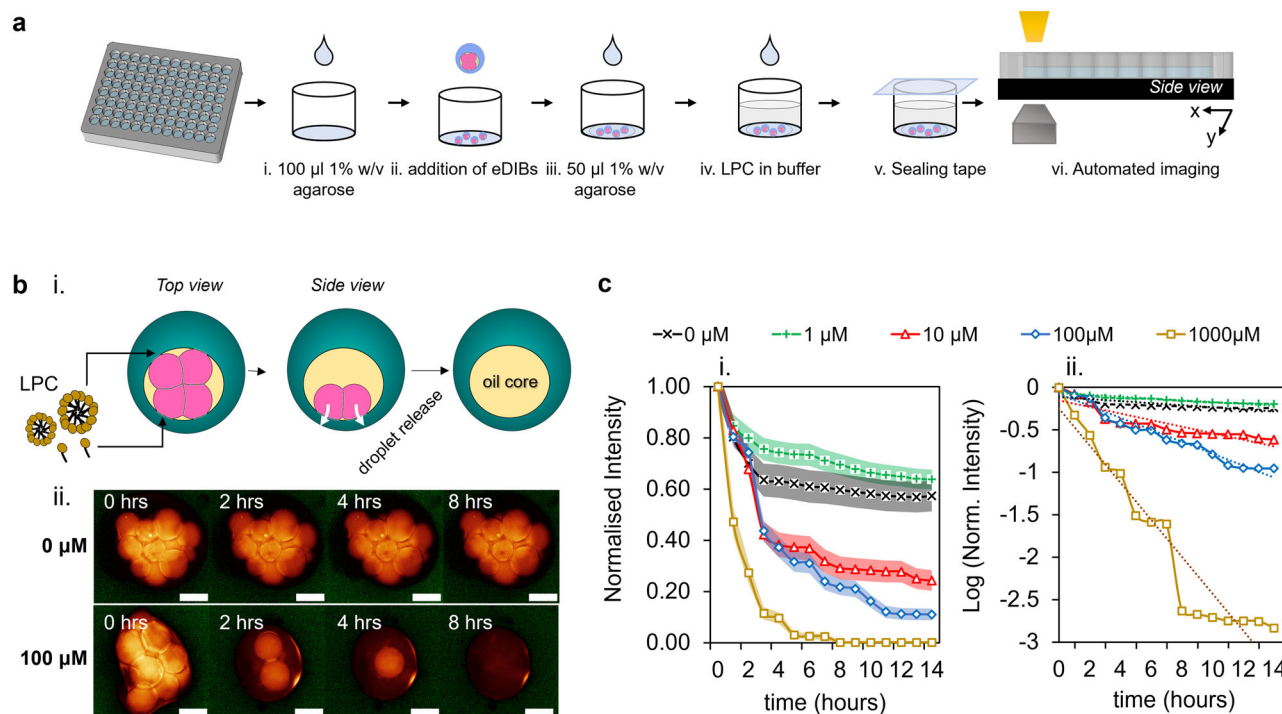 a
Side view
x
y
i. 100 µl 1% w/v
agarose
ii. addition of eDIBs
iii. 50 µl 1% w/v
agarose
iv. LPC in buffer
v. Sealing tape
vi. Automated imaging
b
i.
Top view
Side view
LPC
droplet release
oil core
ii.
0 hrs
2 hrs
4 hrs
8 hrs
0 µM
0 hrs
2 hrs
4 hrs
8 hrs
100 µM
c
0 µM
1 µM
10 µM
100µM
1000µM
i.
1.00
0.80
0.60
0.40
0.20
0.00
Normalised Intensity
0 2 4 6 8 10 12 14
time (hours)
ii.
0
-0.5
-1
-1.5
-2
-2.5
-3
Log (Norm. Intensity)
0 2 4 6 8 10 12 14
time (hours)